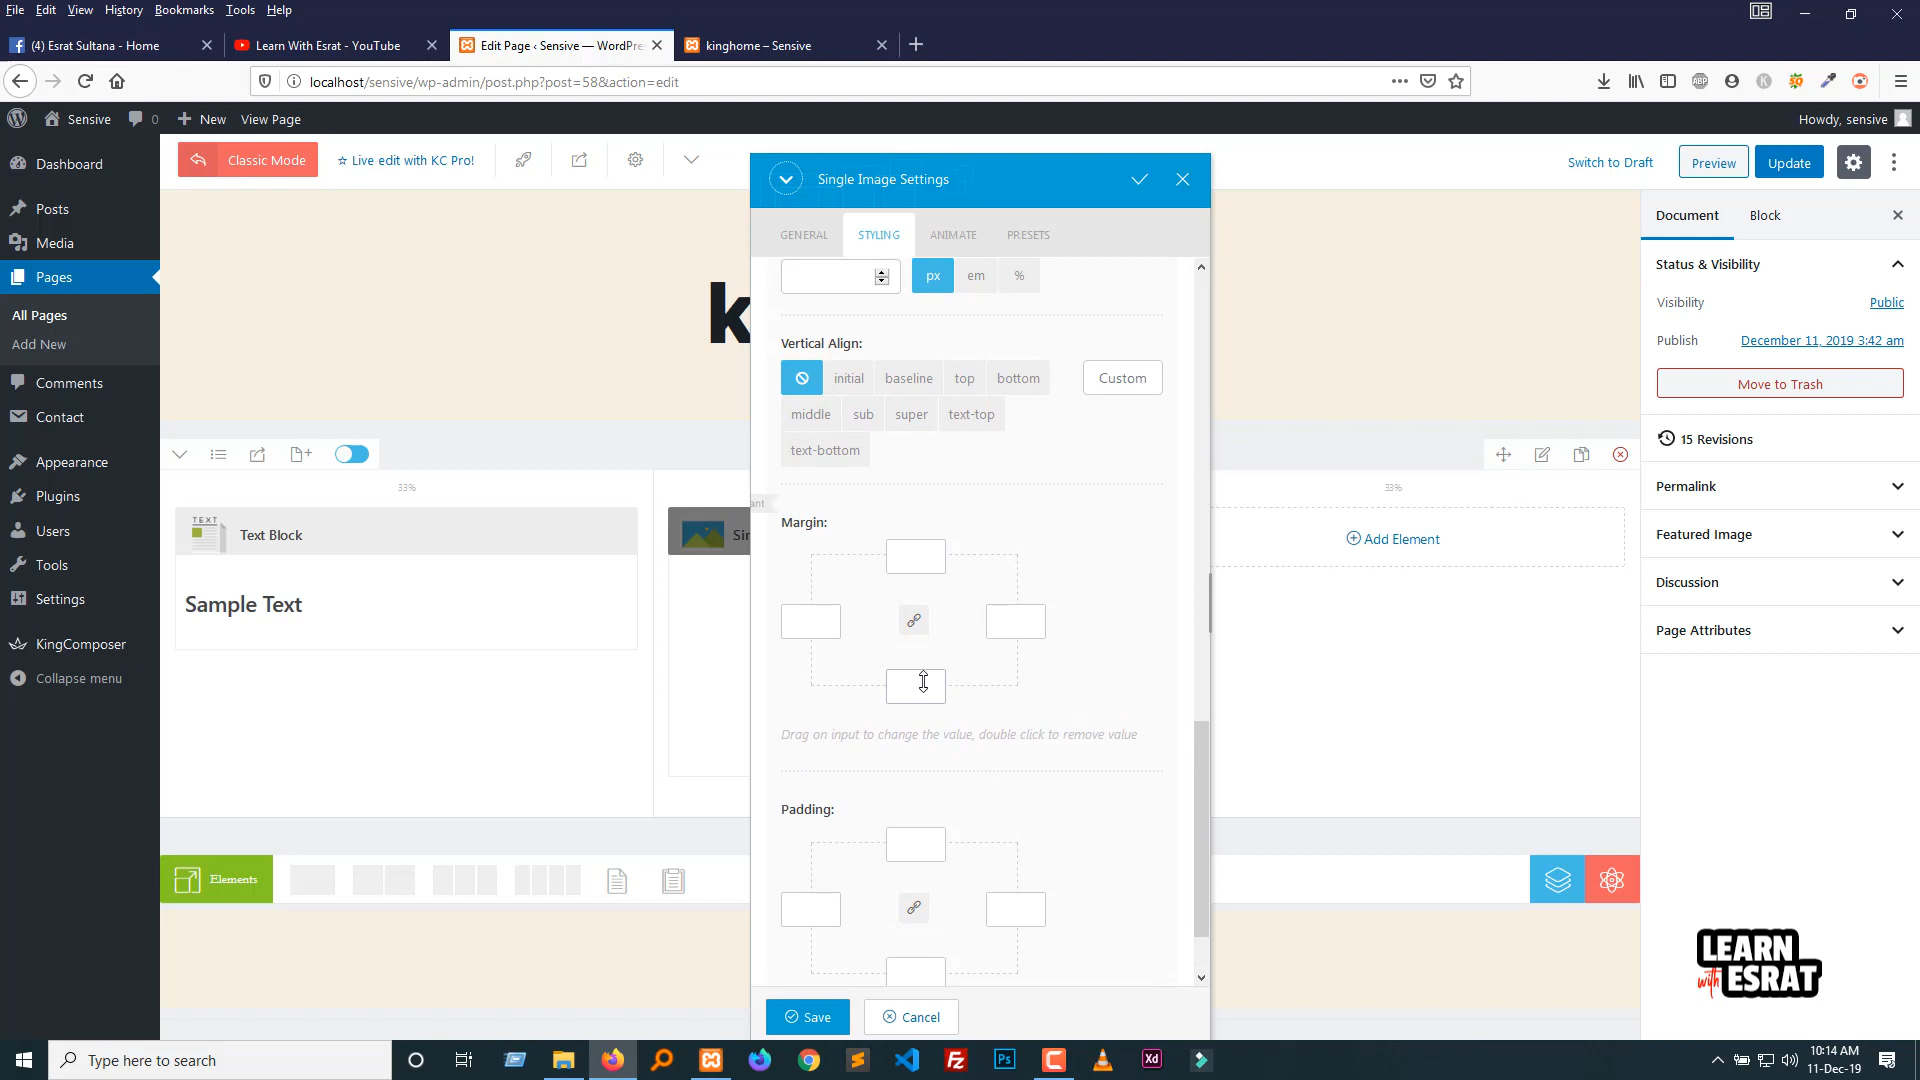 File Edit View History Bookmarks Tools Help
(4) Esrat Sultana - Home
Learn With Esrat - YouTube
Edit Page ‹ Sensive — WordPre
knghome – Sensive
localhost/sensive/wp-admin/post.php?post=58&action=edit
Sensive 0 New View Page Howdy, sensive
Dashboard
Posts
Media
Pages
All Pages
Add New
Comments
Contact
Appearance
Plugins
Users
Tools
Settings
KingComposer
Collapse menu
Classic Mode
Live edit with KC Pro!
Switch to Draft Preview Update
k
33%
Text Block
Sample Text
Sin
Elements
Single Image Settings
GENERAL STYLING ANIMATE PRESETS
px em %
Vertical Align:
initial baseline top bottom Custom
middle sub super text-top
text-bottom
ant
Margin:
Drag on input to change the value, double click to remove value
Padding:
Save Cancel
33%
Add Element
Document Block
Status & Visibility
Visibility Public
Publish December 11, 2019 3:42 am
Move to Trash
15 Revisions
Permalink
Featured Image
Discussion
Page Attributes
LEARN
with ESRAT
Type here to search
Ps
Xd
10:14 AM
11-Dec-19